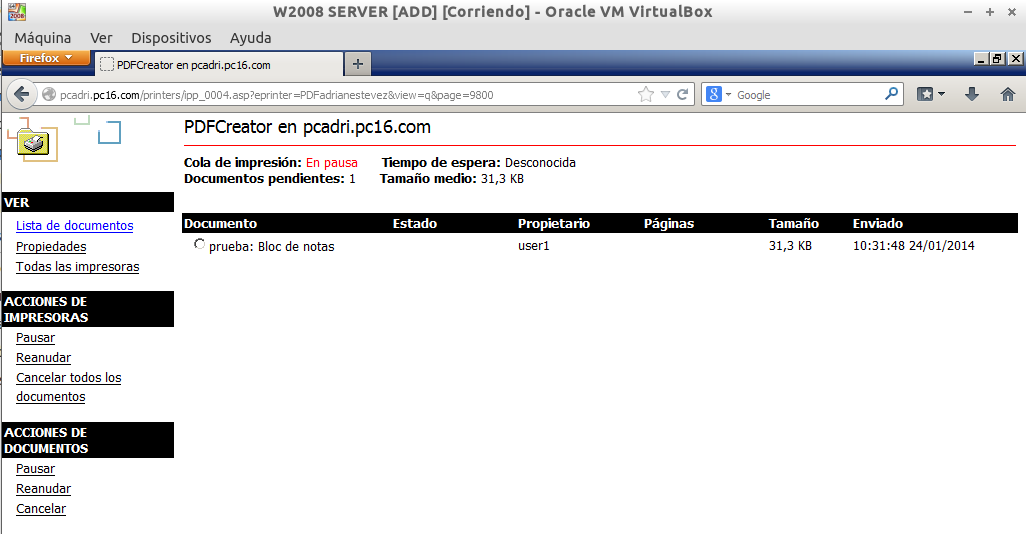 W2008 SERVER [ADD] [Corriendo] - Oracle VM VirtualBox
Máquina Ver Dispositivos Ayuda
Firefox
PDFCreator en pcadri.pc16.com
pcadri.pc16.com/printers/ipp_0004.asp?eprinter=PDFadrianestevez&view=q&page=9800
Google
PDFCreator en pcadri.pc16.com
Cola de impresión: En pausa Tiempo de espera: Desconocida
Documentos pendientes: 1 Tamaño medio: 31,3 KB
VER
Lista de documentos
Propiedades
Todas las impresoras
ACCIONES DE
IMPRESORAS
Pausar
Reanudar
Cancelar todos los
documentos
ACCIONES DE
DOCUMENTOS
Pausar
Reanudar
Cancelar
Documento Estado Propietario Páginas Tamaño Enviado
prueba: Bloc de notas user1 31,3 KB 10:31:48 24/01/2014